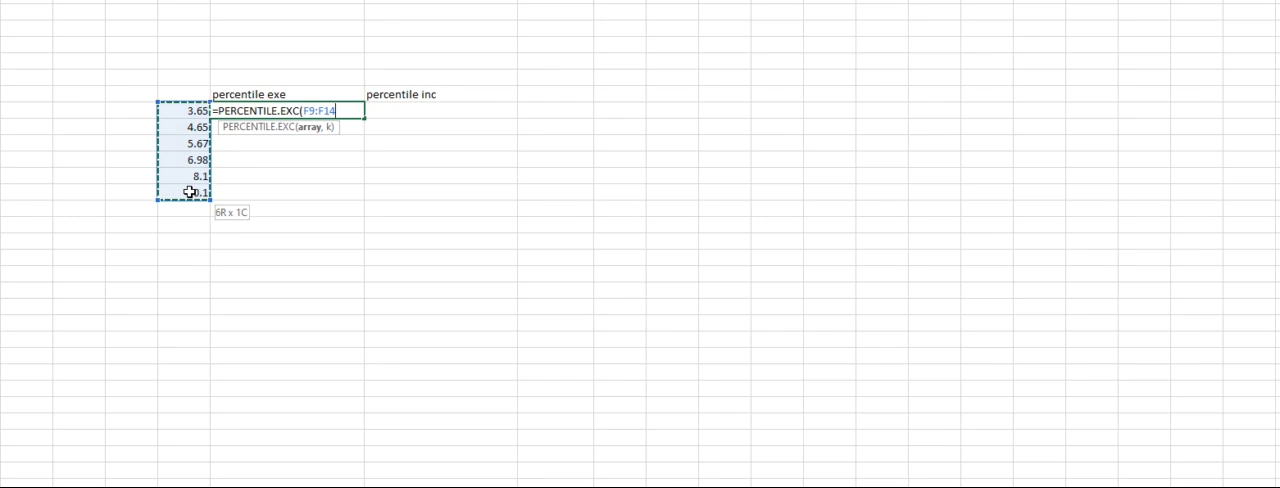 percentile exe percentile inc
3.65 =PERCENTILE.EXC(F9:F14
4.65 PERCENTILE.EXC(array, k)
5.67
6.98
8.1
6R x 1C